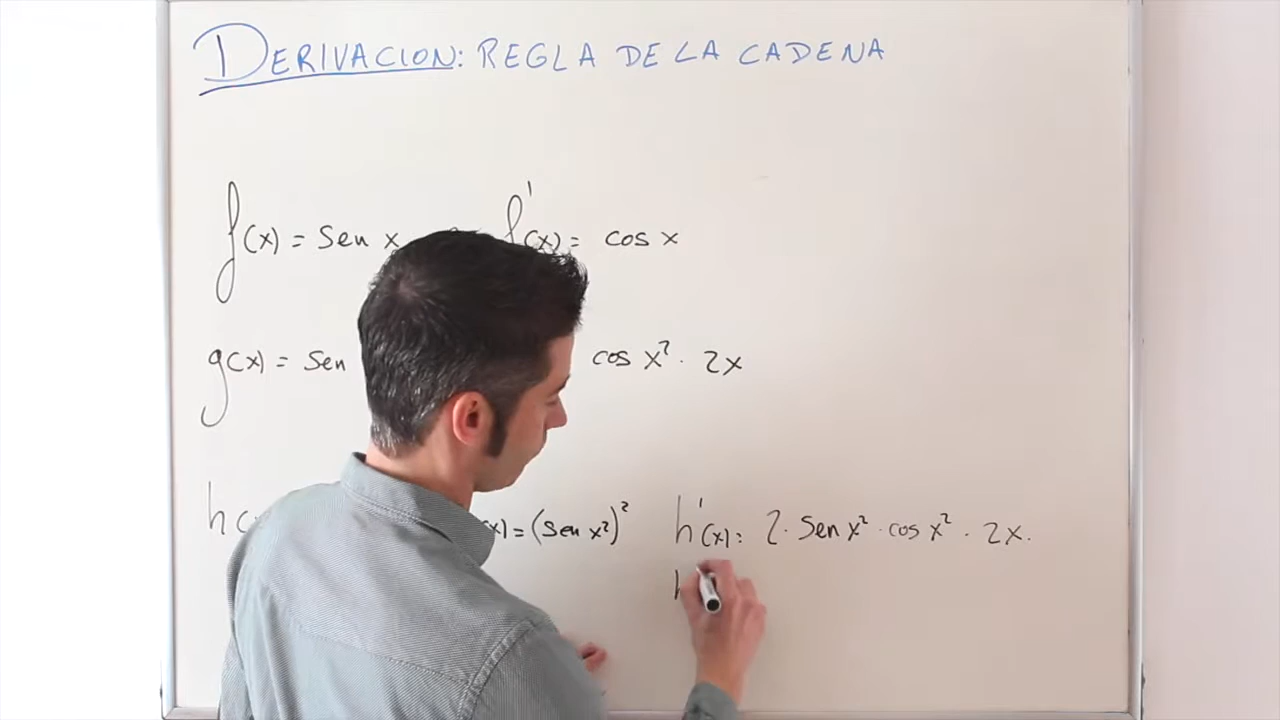 DERIVACION: REGLA DE LA CADENA
f(x) = Sen x f'(x) = cos x
g(x) = Sen cos x² · 2x
h(x) = (Sen x²)² h'(x) = 2 · Sen x² · cos x² · 2x.
h